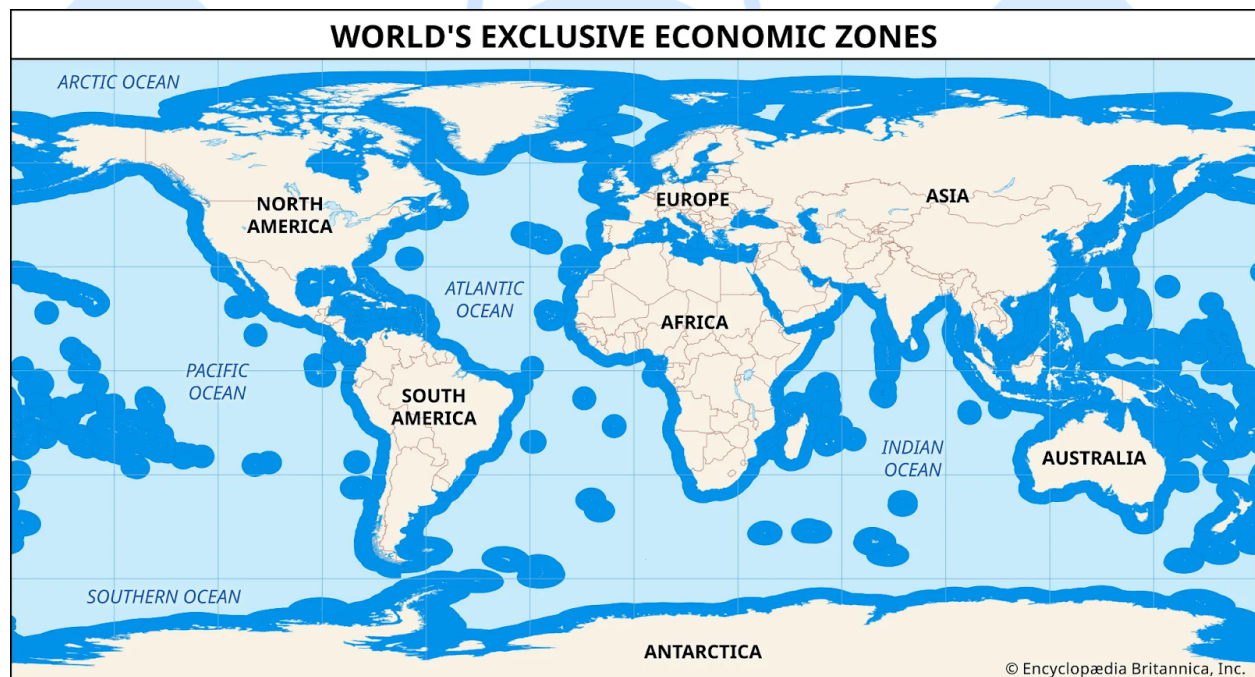 WORLD'S EXCLUSIVE ECONOMIC ZONES
ARCTIC OCEAN
NORTH
AMERICA
EUROPE
ASIA
ATLANTIC
OCEAN
AFRICA
PACIFIC
OCEAN
SOUTH
AMERICA
INDIAN
OCEAN
AUSTRALIA
SOUTHERN OCEAN
ANTARCTICA
© Encyclopædia Britannica, Inc.